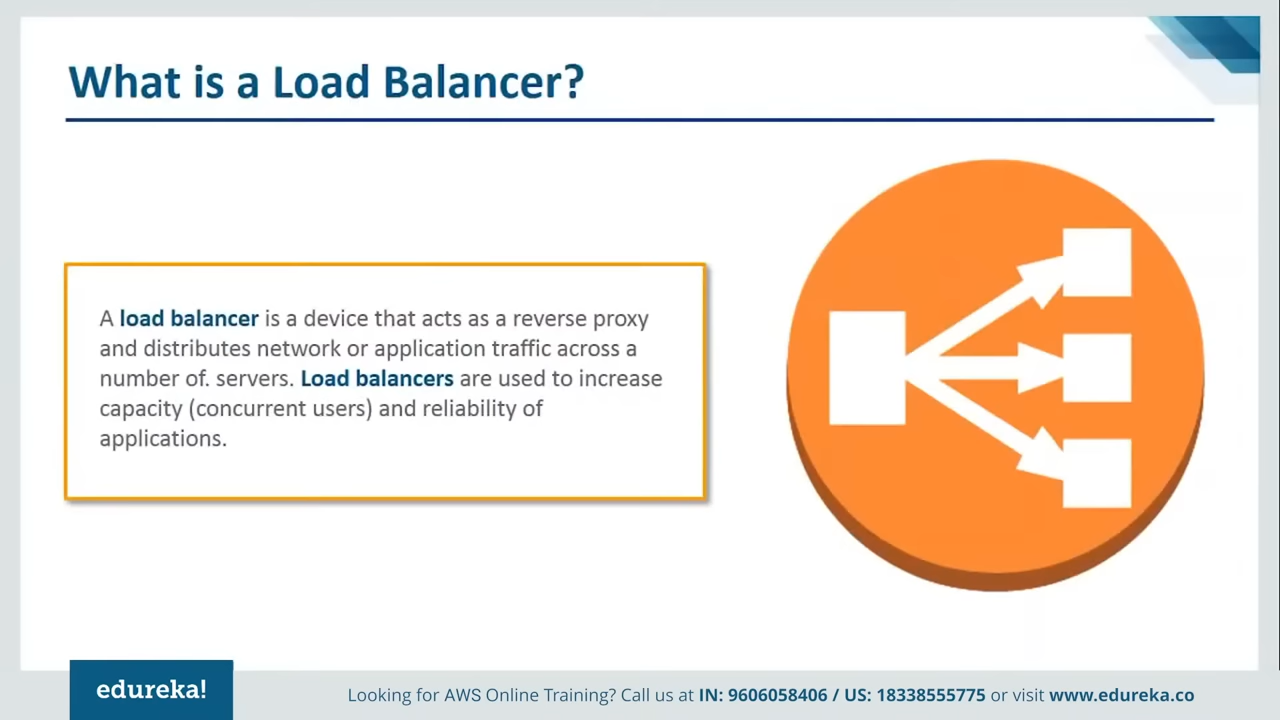 What is a Load Balancer?
A load balancer is a device that acts as a reverse proxy
and distributes network or application traffic across a
number of. servers. Load balancers are used to increase
capacity (concurrent users) and reliability of
applications.
edureka!
Looking for AWS Online Training? Call us at IN: 9606058406 / US: 18338555775 or visit www.edureka.co